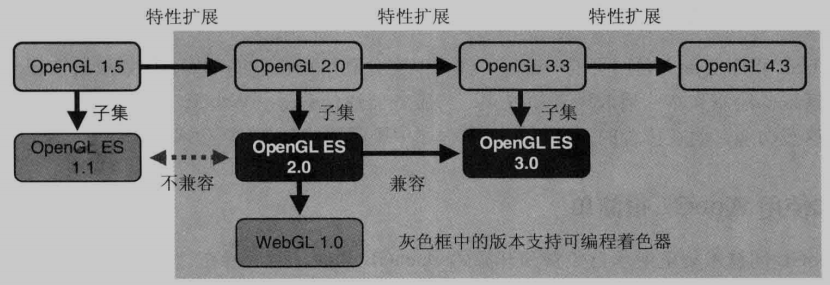 特性扩展 特性扩展 特性扩展
OpenGL 1.5 OpenGL 2.0 OpenGL 3.3 OpenGL 4.3
子集 子集 子集
OpenGL ES
1.1
OpenGL ES
2.0
OpenGL ES
3.0
不兼容 兼容
WebGL 1.0
灰色框中的版本支持可编程着色器